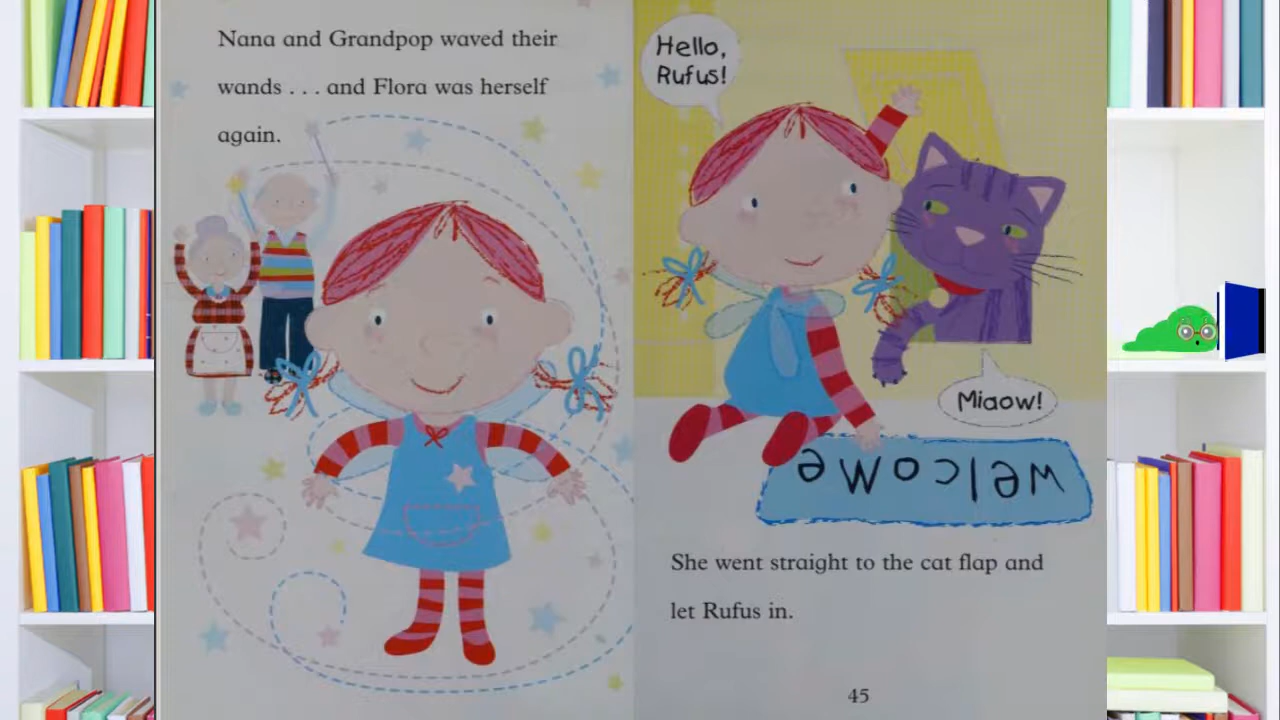 Nana and Grandpop waved their
wands . . . and Flora was herself
again.
Hello,
Rufus!
Miaow!
welcome
She went straight to the cat flap and
let Rufus in.
45